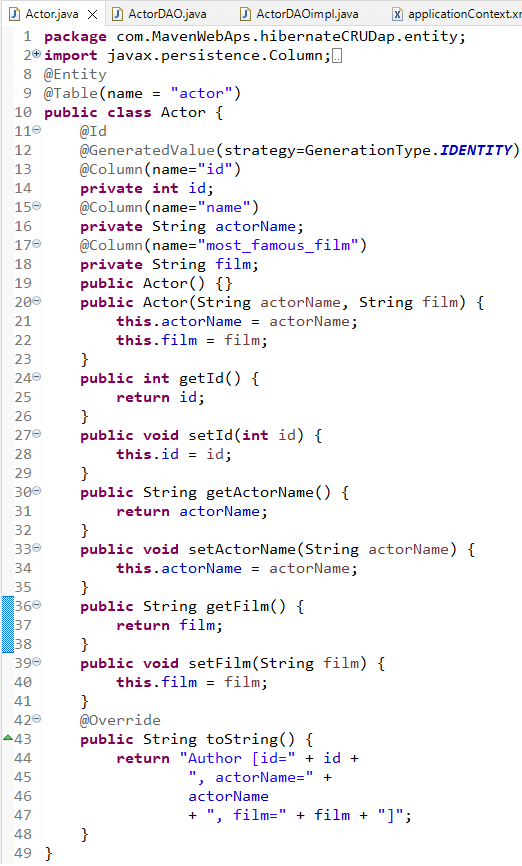 Actor.java ActorDAO.java ActorDAOimpl.java applicationContext.xr
1 package com.MavenWebAps.hibernateCRUDap.entity;
2 import javax.persistence.Column;
8 @Entity
9 @Table(name = "actor")
10 public class Actor {
11 @Id
12 @GeneratedValue(strategy=GenerationType.IDENTITY)
13 @Column(name="id")
14 private int id;
15 @Column(name="name")
16 private String actorName;
17 @Column(name="most_famous_film")
18 private String film;
19 public Actor() {}
20 public Actor(String actorName, String film) {
21 this.actorName = actorName;
22 this.film = film;
23 }
24 public int getId() {
25 return id;
26 }
27 public void setId(int id) {
28 this.id = id;
29 }
30 public String getActorName() {
31 return actorName;
32 }
33 public void setActorName(String actorName) {
34 this.actorName = actorName;
35 }
36 public String getFilm() {
37 return film;
38 }
39 public void setFilm(String film) {
40 this.film = film;
41 }
42 @Override
43 public String toString() {
44 return "Author [id=" + id +
45 ", actorName=" +
46 actorName
47 + ", film=" + film + "]";
48 }
49 }